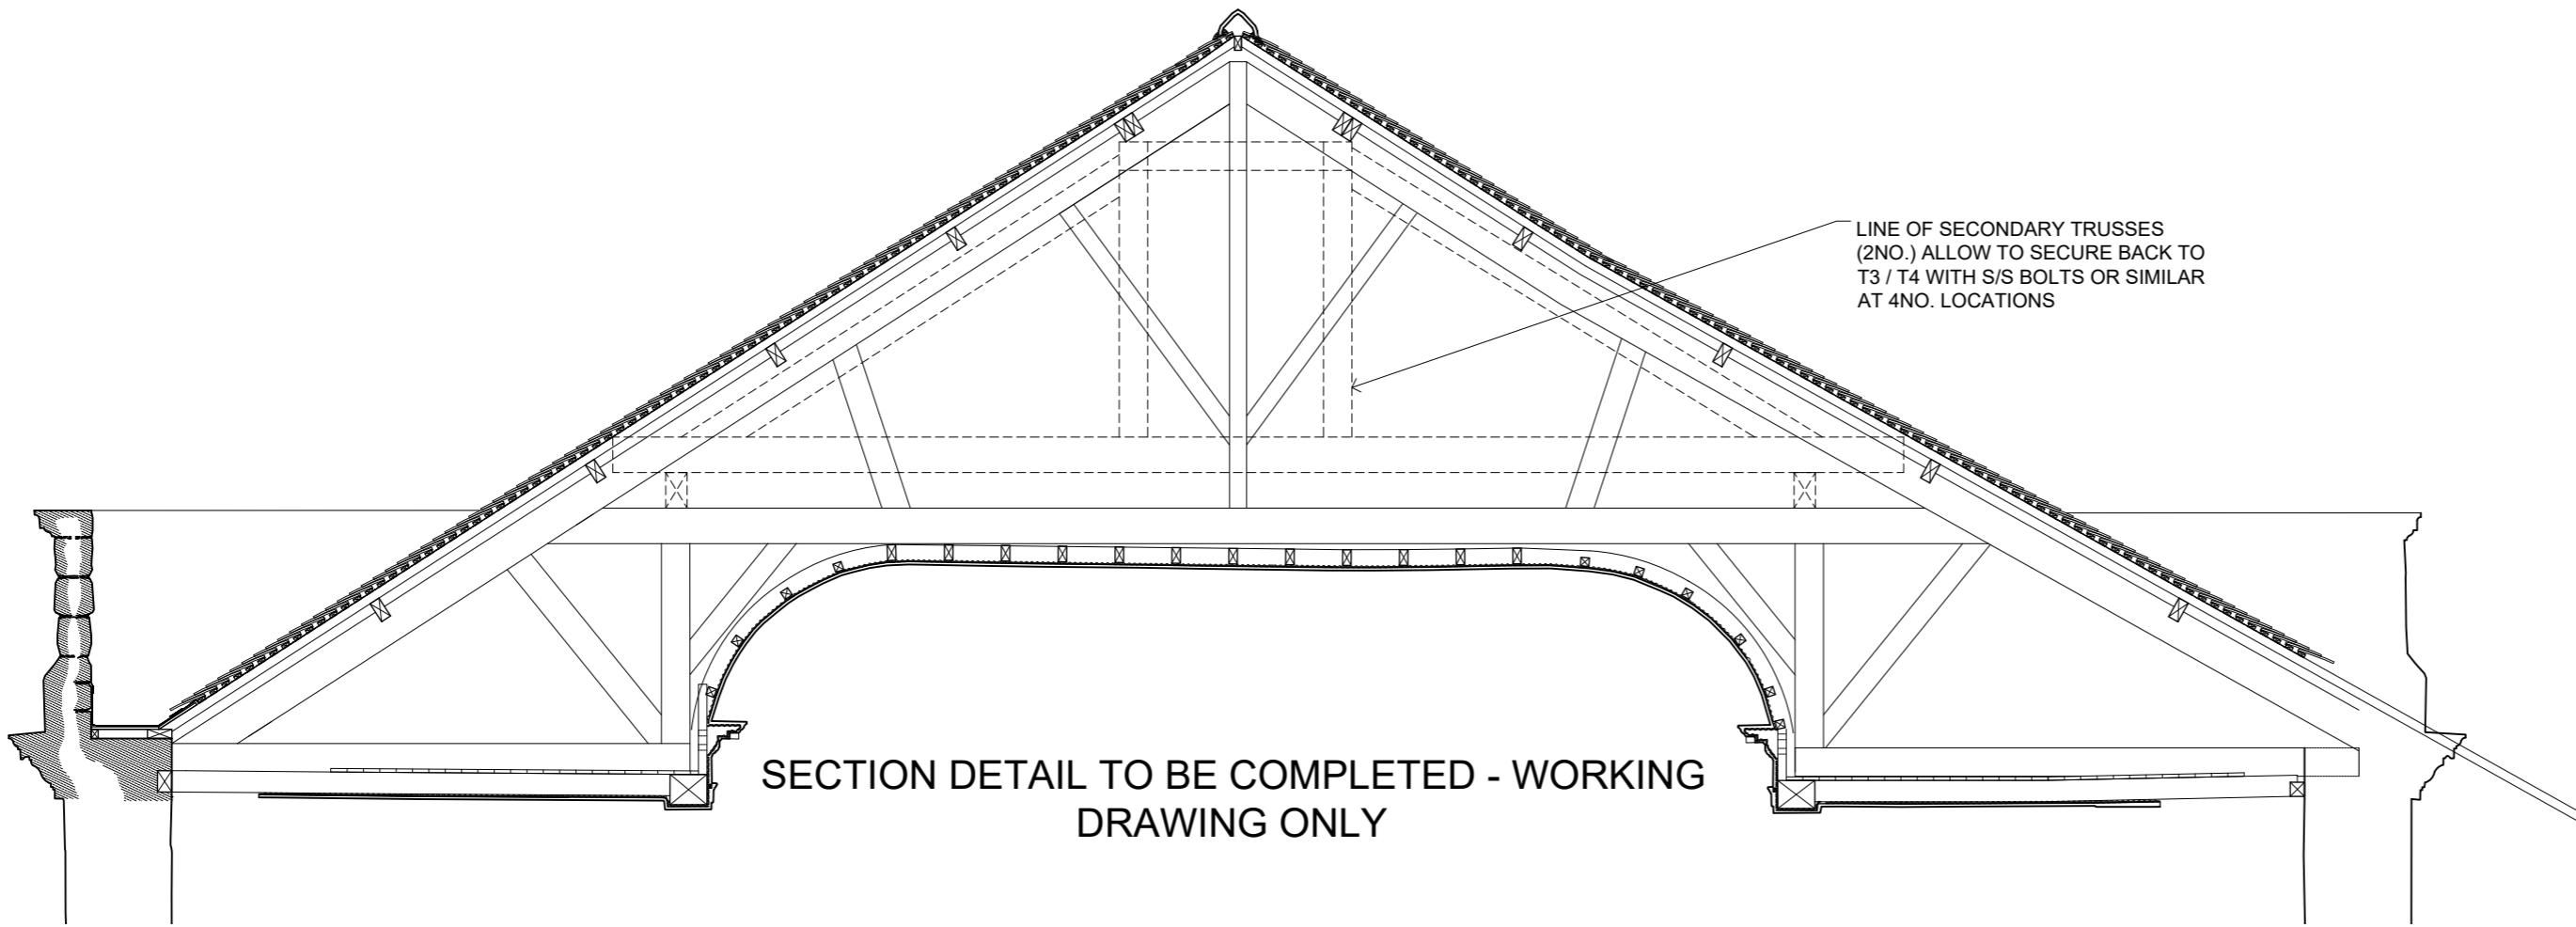 LINE OF SECONDARY TRUSSES
(2NO.) ALLOW TO SECURE BACK TO
T3 / T4 WITH S/S BOLTS OR SIMILAR
AT 4NO. LOCATIONS
SECTION DETAIL TO BE COMPLETED - WORKING
DRAWING ONLY